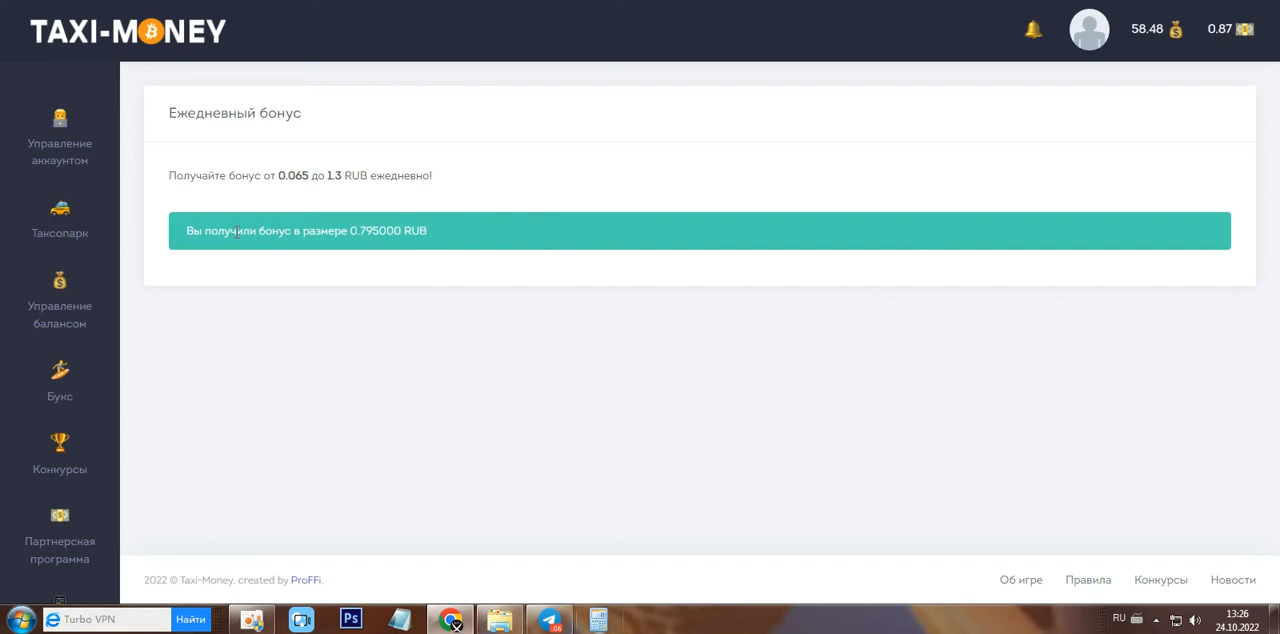 TAXI-MONEY
58.48
0.87
Управление
аккаунтом
Таксопарк
Управление
балансом
Букс
Конкурсы
Партнерская
программа
Ежедневный бонус
Получайте бонус от 0.065 до 1.3 RUB ежедневно!
Вы получили бонус в размере 0.795000 RUB
2022 © Taxi-Money, created by ProFFi.
Об игре
Правила
Конкурсы
Новости
Turbo VPN
Найти
Ps
06
RU
13:26
24.10.2022